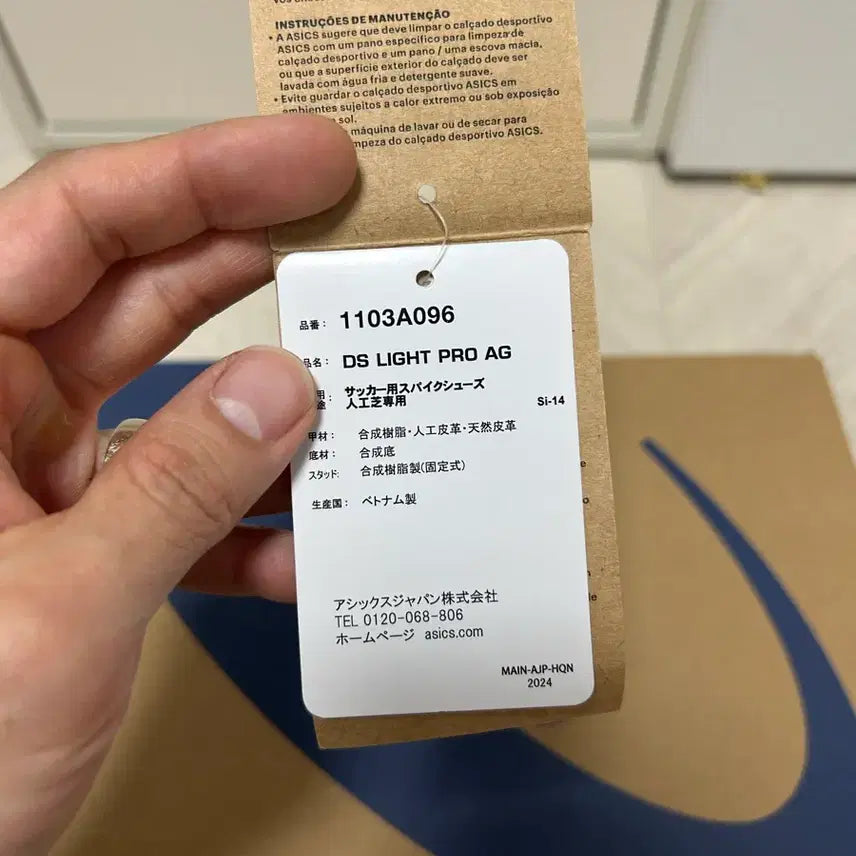 INSTRUÇÕES DE MANUTENÇÃO
• A ASICS sugere que deve limpar o calçado desportivo
ASICS com um pano específico para limpeza de
calçado desportivo e um pano / uma escova macia,
ou que a superfície exterior do calçado deve ser
lavada com água fria e detergente suave.
• Evite guardar o calçado desportivo ASICS em
ambientes sujeitos a calor extremo ou sob exposição
sol.
máquina de lavar ou de secar para
do calçado desportivo ASICS.
品番: 1103A096
品名: DS LIGHT PRO AG
用途: サッカー用スパイクシューズ
人工芝専用
Si-14
甲材: 合成樹脂・人工皮革・天然皮革
底材: 合成底
スタッド: 合成樹脂製(固定式)
生産国: ベトナム製
アシックスジャパン株式会社
TEL 0120-068-806
ホームページ asics.com
MAIN-AJP-HQN
2024